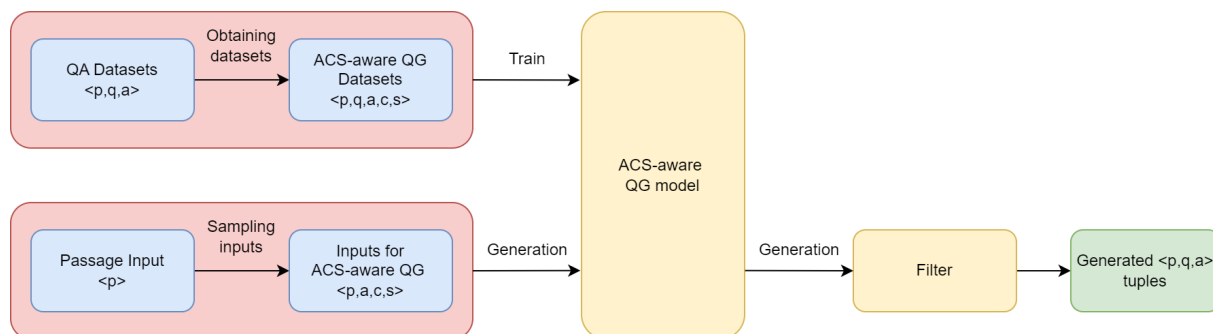 Obtaining
datasets
QA Datasets
<p,q,a>
ACS-aware QG
Datasets
<p,q,a,c,s>
Train
ACS-aware
QG model
Sampling
inputs
Passage Input
<p>
Inputs for
ACS-aware QG
<p,a,c,s>
Generation
Generation
Filter
Generated <p,q,a>
tuples